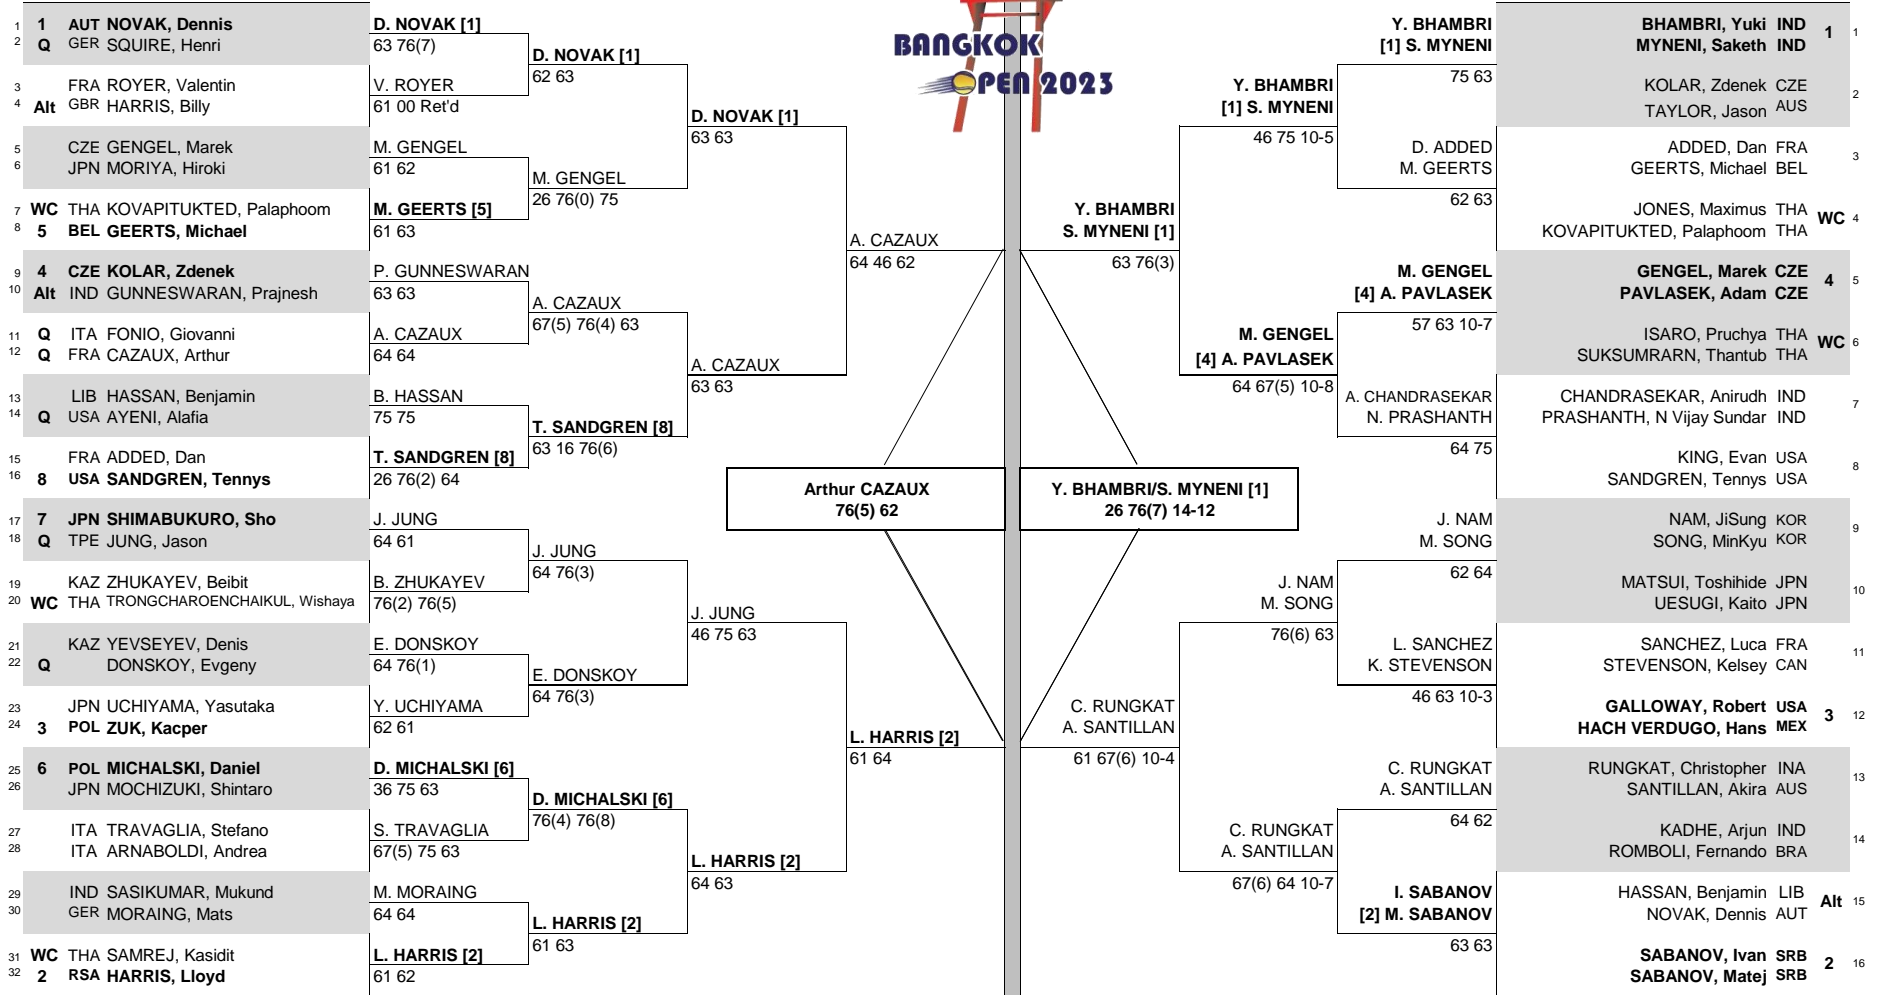 BANGKOK
OPEN 2023
1 1 AUT NOVAK, Dennis
2 Q GER SQUIRE, Henri
3 FRA ROYER, Valentin
4 Alt GBR HARRIS, Billy
5 CZE GENGEL, Marek
6 JPN MORIYA, Hiroki
7 WC THA KOVAPITUKTED, Palaphoom
8 5 BEL GEERTS, Michael
9 4 CZE KOLAR, Zdenek
10 Alt IND GUNNESWARAN, Prajnesh
11 Q ITA FONIO, Giovanni
12 Q FRA CAZAUX, Arthur
13 LIB HASSAN, Benjamin
14 Q USA AYENI, Alafia
15 FRA ADDED, Dan
16 8 USA SANDGREN, Tennys
17 7 JPN SHIMABUKURO, Sho
18 Q TPE JUNG, Jason
19 KAZ ZHUKAYEV, Beibit
20 WC THA TRONGCHAROENCHAIKUL, Wishaya
21 KAZ YEVSEYEV, Denis
22 Q DONSKOY, Evgeny
23 JPN UCHIYAMA, Yasutaka
24 3 POL ZUK, Kacper
25 6 POL MICHALSKI, Daniel
26 JPN MOCHIZUKI, Shintaro
27 ITA TRAVAGLIA, Stefano
28 ITA ARNABOLDI, Andrea
29 IND SASIKUMAR, Mukund
30 GER MORAING, Mats
31 WC THA SAMREJ, Kasidit
32 2 RSA HARRIS, Lloyd
D. NOVAK [1]
63 76(7)
V. ROYER
61 00 Ret'd
M. GENGEL
61 62
M. GEERTS [5]
61 63
P. GUNNESWARAN
63 63
A. CAZAUX
64 64
B. HASSAN
75 75
T. SANDGREN [8]
26 76(2) 64
J. JUNG
64 61
B. ZHUKAYEV
76(2) 76(5)
E. DONSKOY
64 76(1)
Y. UCHIYAMA
62 61
D. MICHALSKI [6]
36 75 63
S. TRAVAGLIA
67(5) 75 63
M. MORAING
64 64
L. HARRIS [2]
61 62
D. NOVAK [1]
62 63
M. GENGEL
26 76(0) 75
A. CAZAUX
67(5) 76(4) 63
T. SANDGREN [8]
63 16 76(6)
J. JUNG
64 76(3)
E. DONSKOY
64 76(3)
D. MICHALSKI [6]
76(4) 76(8)
L. HARRIS [2]
61 63
D. NOVAK [1]
63 63
A. CAZAUX
63 63
J. JUNG
46 75 63
L. HARRIS [2]
64 63
A. CAZAUX
64 46 62
L. HARRIS [2]
61 64
Arthur CAZAUX
76(5) 62
Y. BHAMBRI/S. MYNENI [1]
26 76(7) 14-12
Y. BHAMBRI
S. MYNENI [1]
63 76(3)
C. RUNGKAT
A. SANTILLAN
61 67(6) 10-4
Y. BHAMBRI
[1] S. MYNENI
46 75 10-5
M. GENGEL
[4] A. PAVLASEK
64 67(5) 10-8
J. NAM
M. SONG
76(6) 63
C. RUNGKAT
A. SANTILLAN
67(6) 64 10-7
Y. BHAMBRI
[1] S. MYNENI
75 63
D. ADDED
M. GEERTS
62 63
M. GENGEL
[4] A. PAVLASEK
57 63 10-7
A. CHANDRASEKAR
N. PRASHANTH
64 75
J. NAM
M. SONG
62 64
L. SANCHEZ
K. STEVENSON
46 63 10-3
C. RUNGKAT
A. SANTILLAN
64 62
I. SABANOV
[2] M. SABANOV
63 63
BHAMBRI, Yuki IND
MYNENI, Saketh IND
1 1
KOLAR, Zdenek CZE
TAYLOR, Jason AUS
2
ADDED, Dan FRA
GEERTS, Michael BEL
3
JONES, Maximus THA
KOVAPITUKTED, Palaphoom THA
WC 4
GENGEL, Marek CZE
PAVLASEK, Adam CZE
4 5
ISARO, Pruchya THA
SUKSUMRARN, Thantub THA
WC 6
CHANDRASEKAR, Anirudh IND
PRASHANTH, N Vijay Sundar IND
7
KING, Evan USA
SANDGREN, Tennys USA
8
NAM, JiSung KOR
SONG, MinKyu KOR
9
MATSUI, Toshihide JPN
UESUGI, Kaito JPN
10
SANCHEZ, Luca FRA
STEVENSON, Kelsey CAN
11
GALLOWAY, Robert USA
HACH VERDUGO, Hans MEX
3 12
RUNGKAT, Christopher INA
SANTILLAN, Akira AUS
13
KADHE, Arjun IND
ROMBOLI, Fernando BRA
14
HASSAN, Benjamin LIB
NOVAK, Dennis AUT
Alt 15
SABANOV, Ivan SRB
SABANOV, Matej SRB
2 16